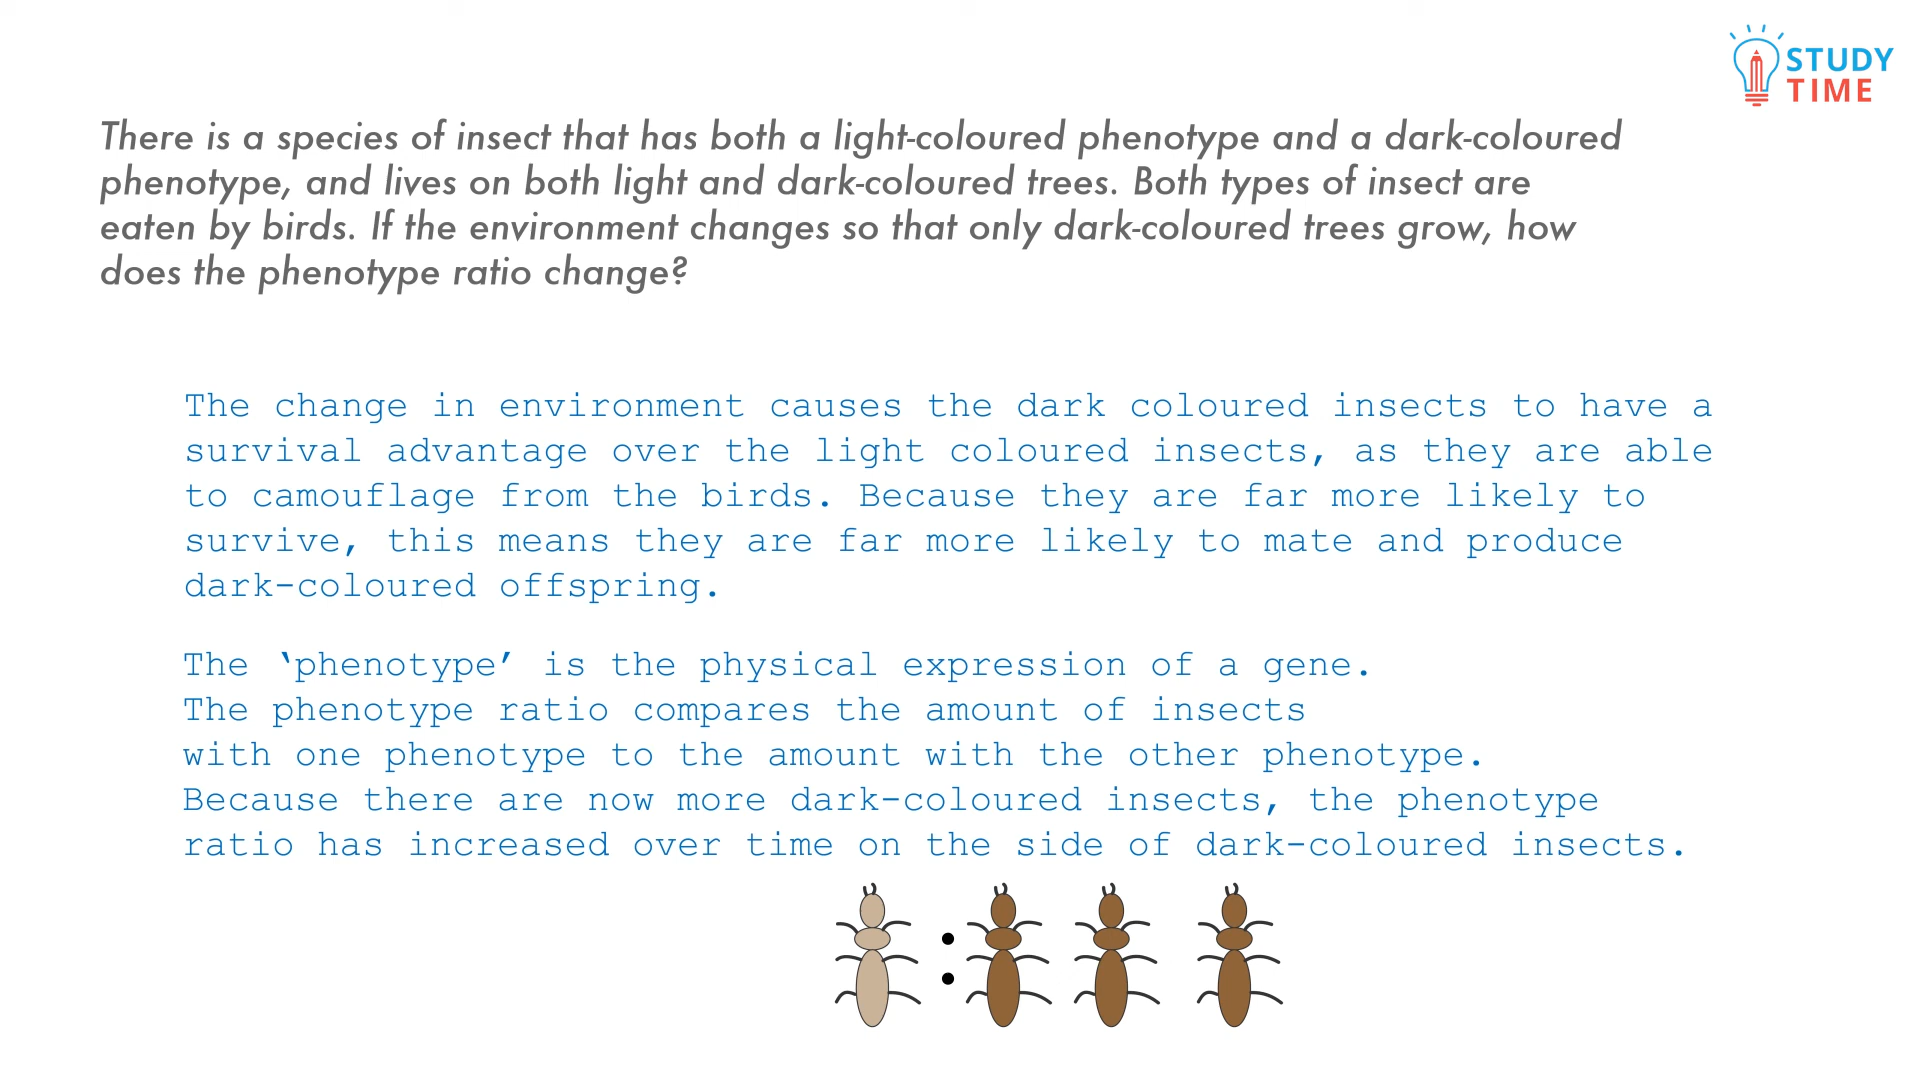 STUDY
TIME
There is a species of insect that has both a light-coloured phenotype and a dark-coloured
phenotype, and lives on both light and dark-coloured trees. Both types of insect are
eaten by birds. If the environment changes so that only dark-coloured trees grow, how
does the phenotype ratio change?
The change in environment causes the dark coloured insects to have a
survival advantage over the light coloured insects, as they are able
to camouflage from the birds. Because they are far more likely to
survive, this means they are far more likely to mate and produce
dark-coloured offspring.
The ‘phenotype’ is the physical expression of a gene.
The phenotype ratio compares the amount of insects
with one phenotype to the amount with the other phenotype.
Because there are now more dark-coloured insects, the phenotype
ratio has increased over time on the side of dark-coloured insects.
: